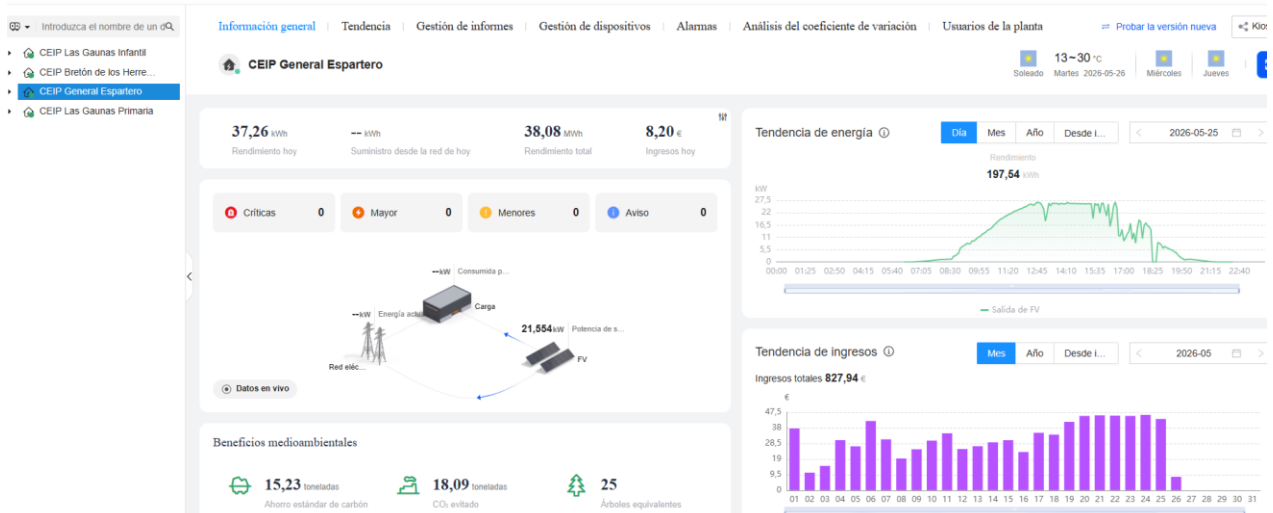 Introduzca el nombre de un d
CEIP Las Gaunas Infantil
CEIP Bretón de los Herre...
CEIP General Espartero
CEIP Las Gaunas Primaria
Información general
Tendencia
Gestión de informes
Gestión de dispositivos
Alarmas
Análisis del coeficiente de variación
Usuarios de la planta
Probar la versión nueva
CEIP General Espartero
Soleado
13~30 °C
Martes 2026-05-26
Miércoles
Jueves
37,26 kWh
Rendimiento hoy
-- kWh
Suministro desde la red de hoy
38,08 MWh
Rendimiento total
8,20 €
Ingresos hoy
Críticas 0
Mayor 0
Menores 0
Aviso 0
--kW Consumida p...
Carga
--kW
21,554 kW Potencia de s...
FV
Red eléc...
Datos en vivo
Beneficios medioambientales
15,23 toneladas
Ahorro estándar de carbón
18,09 toneladas
CO₂ evitado
25
Árboles equivalentes
Tendencia de energía
Día Mes Año Desde i...
2026-05-25
Rendimiento
197,54 kWh
kW
27,5
22
16,5
11
5,5
0
00:00 01:25 02:50 04:15 05:40 07:05 08:30 09:55 11:20 12:45 14:10 15:35 17:00 18:25 19:50 21:15 22:40
Salida de FV
Tendencia de ingresos
Mes Año Desde i...
2026-05
Ingresos totales 827,94 €
€
47,5
38
28,5
19
9,5
0
01 02 03 04 05 06 07 08 09 10 11 12 13 14 15 16 17 18 19 20 21 22 23 24 25 26 27 28 29 30 31